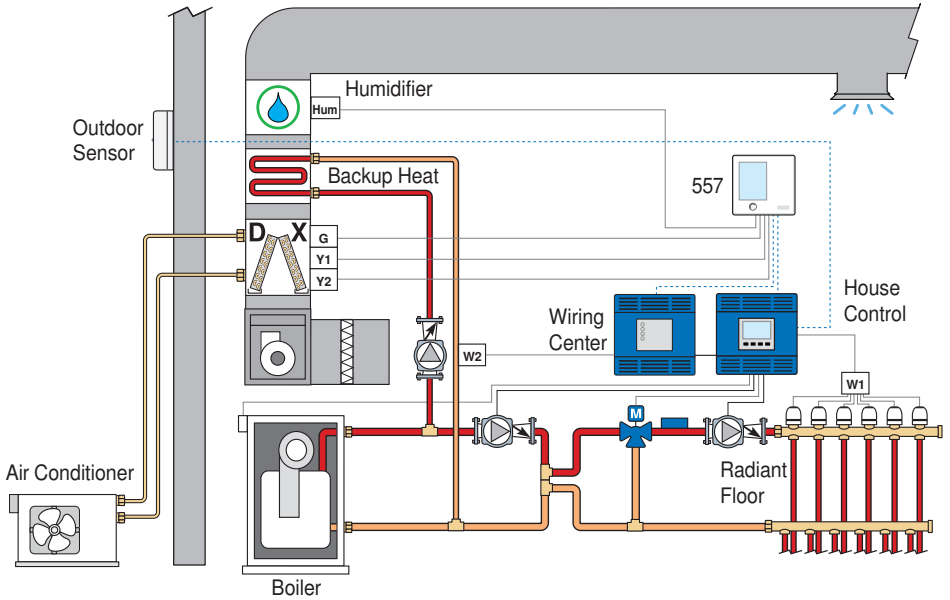 Humidifier
Hum
Outdoor
Sensor
Backup Heat
557
D X
G
Y1
Y2
House
Control
Wiring
Center
W2
W1
M
Radiant
Floor
Air Conditioner
Boiler